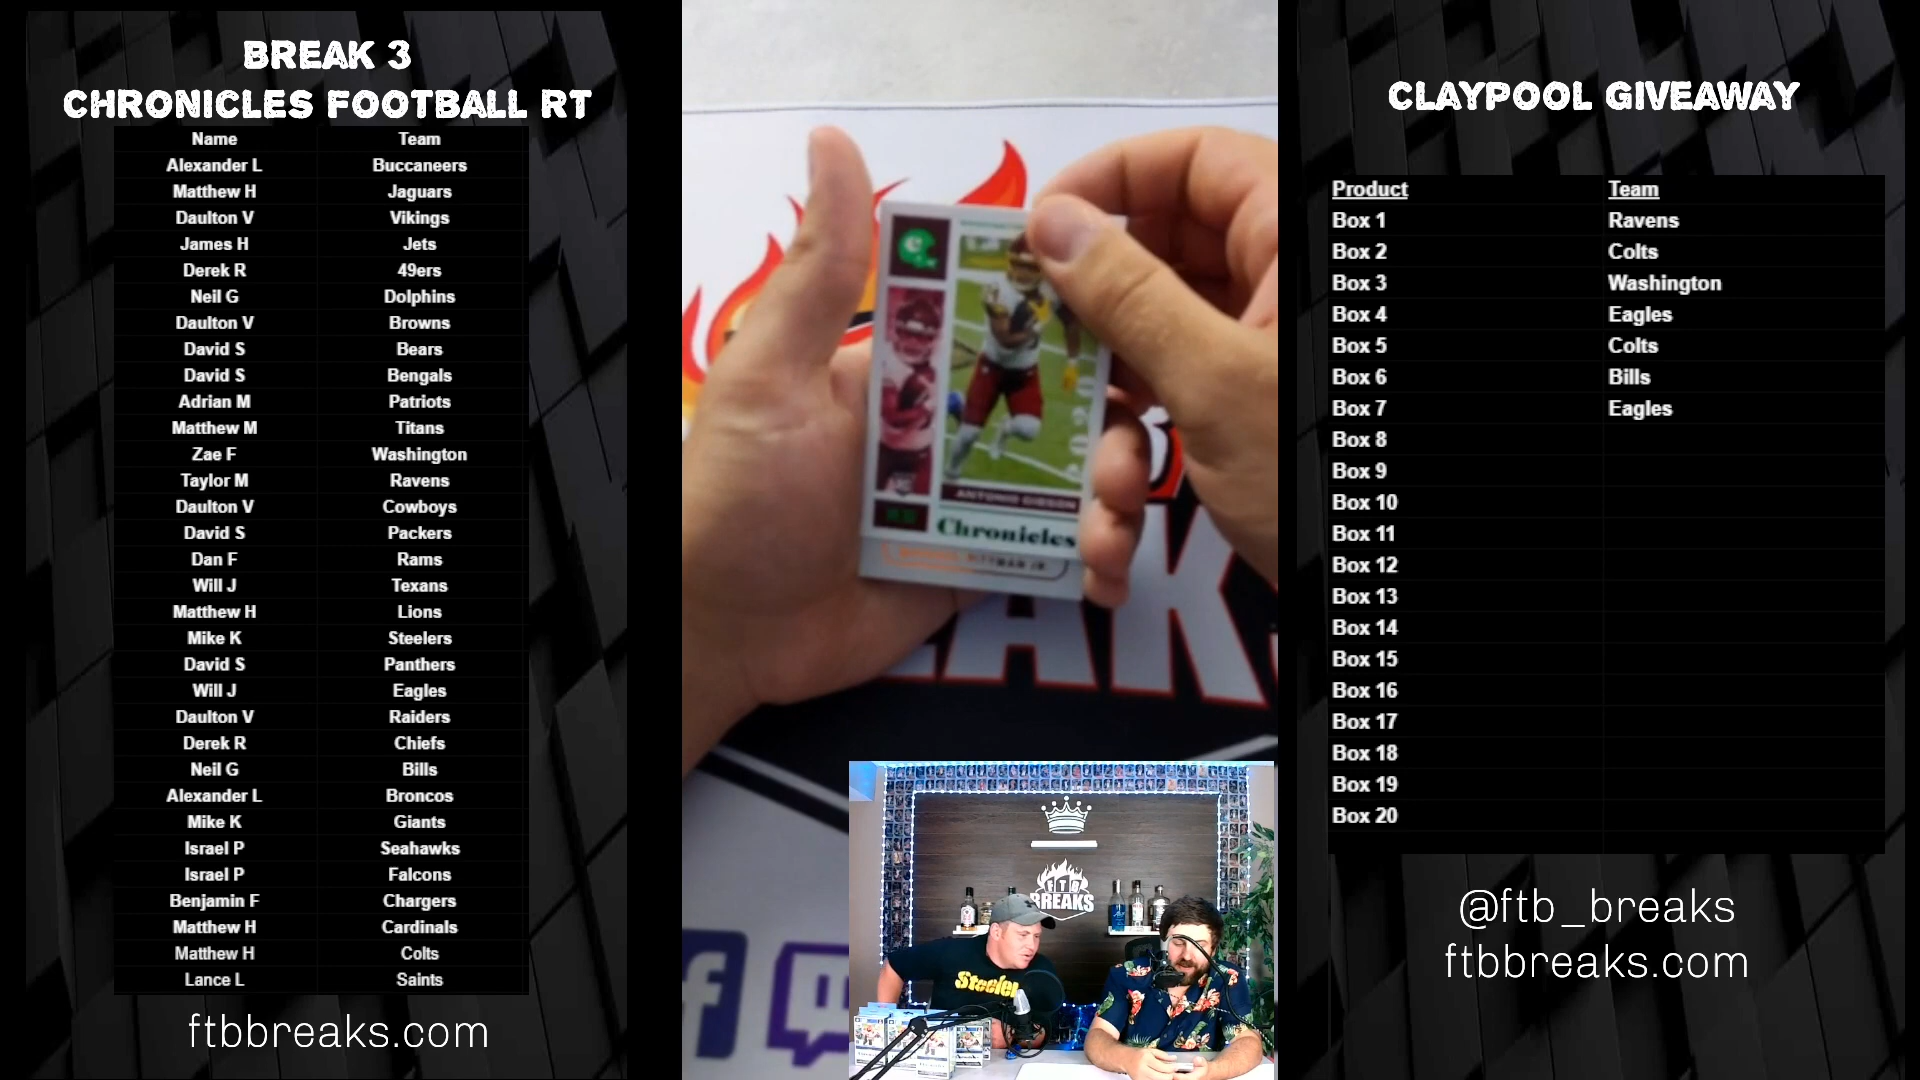 BREAK 3
CHRONICLES FOOTBALL RT
Name Team
Alexander L Buccaneers
Matthew H Jaguars
Daulton V Vikings
James H Jets
Derek R 49ers
Neil G Dolphins
Daulton V Browns
David S Bears
David S Bengals
Adrian M Patriots
Matthew M Titans
Zae F Washington
Taylor M Ravens
Daulton V Cowboys
David S Packers
Dan F Rams
Will J Texans
Matthew H Lions
Mike K Steelers
David S Panthers
Will J Eagles
Daulton V Raiders
Derek R Chiefs
Neil G Bills
Alexander L Broncos
Mike K Giants
Israel P Seahawks
Israel P Falcons
Benjamin F Chargers
Matthew H Cardinals
Matthew H Colts
Lance L Saints
ftbbreaks.com
2020
ANTONIO GIBSON
RB
Chronicles
PITTMAN JR.
FTB
BREAKS
Steelers
CLAYPOOL GIVEAWAY
Product Team
Box 1 Ravens
Box 2 Colts
Box 3 Washington
Box 4 Eagles
Box 5 Colts
Box 6 Bills
Box 7 Eagles
Box 8
Box 9
Box 10
Box 11
Box 12
Box 13
Box 14
Box 15
Box 16
Box 17
Box 18
Box 19
Box 20
@ftb_breaks
ftbbreaks.com